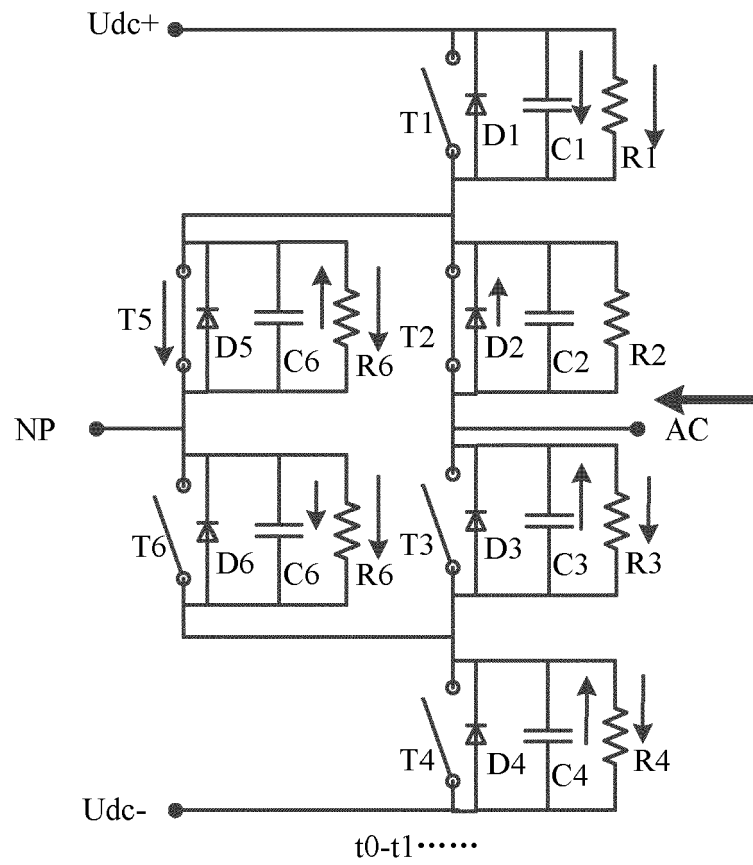 Udc+
T1 D1 C1 R1
T5 D5 C6 R6 T2 D2 C2 R2
NP AC
T6 D6 C6 R6 T3 D3 C3 R3
T4 D4 C4 R4
Udc-
t0-t1······